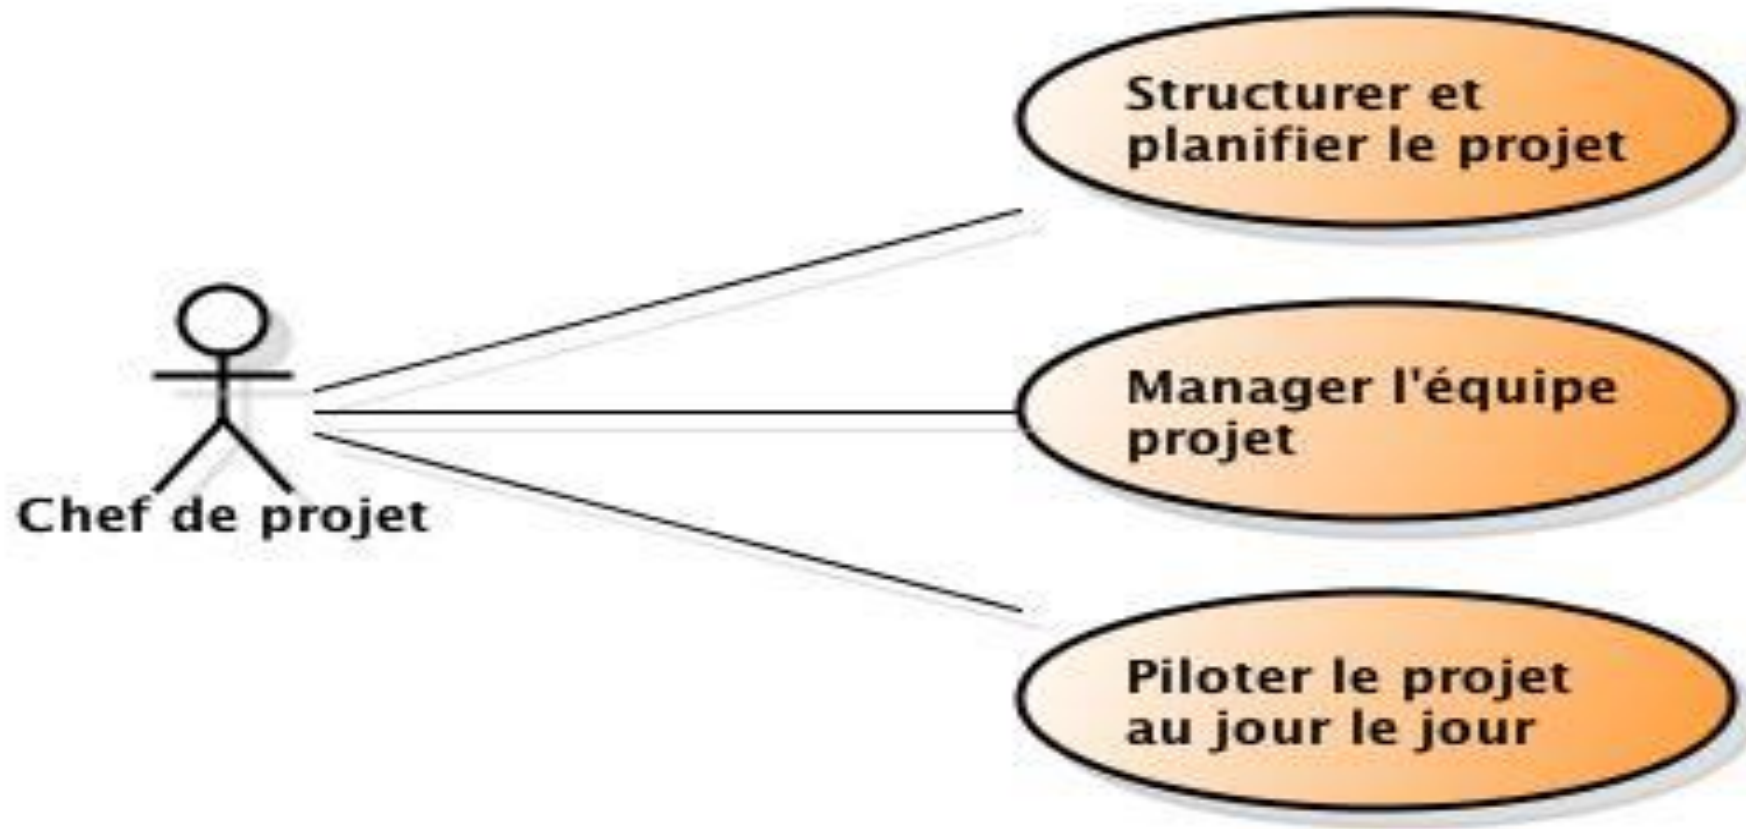 Structurer et
planifier le projet
Manager l'équipe
projet
Chef de projet
Piloter le projet
au jour le jour